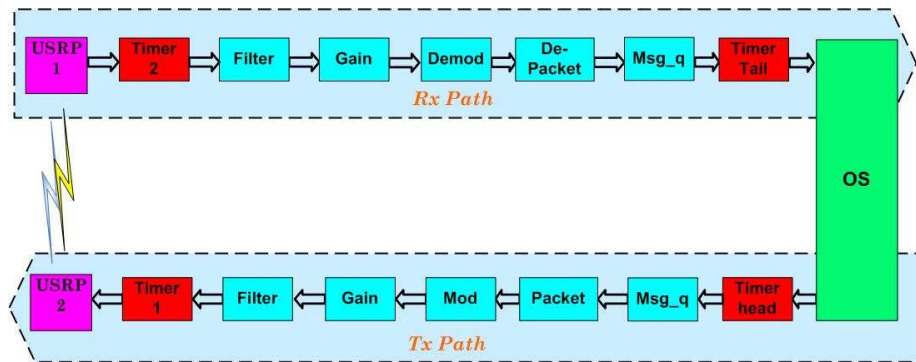 USRP
1
Timer
2
Filter
Gain
Demod
De-
Packet
Msg_q
Timer
Tail
Rx Path
OS
USRP
2
Timer
1
Filter
Gain
Mod
Packet
Msg_q
Timer
head
Tx Path